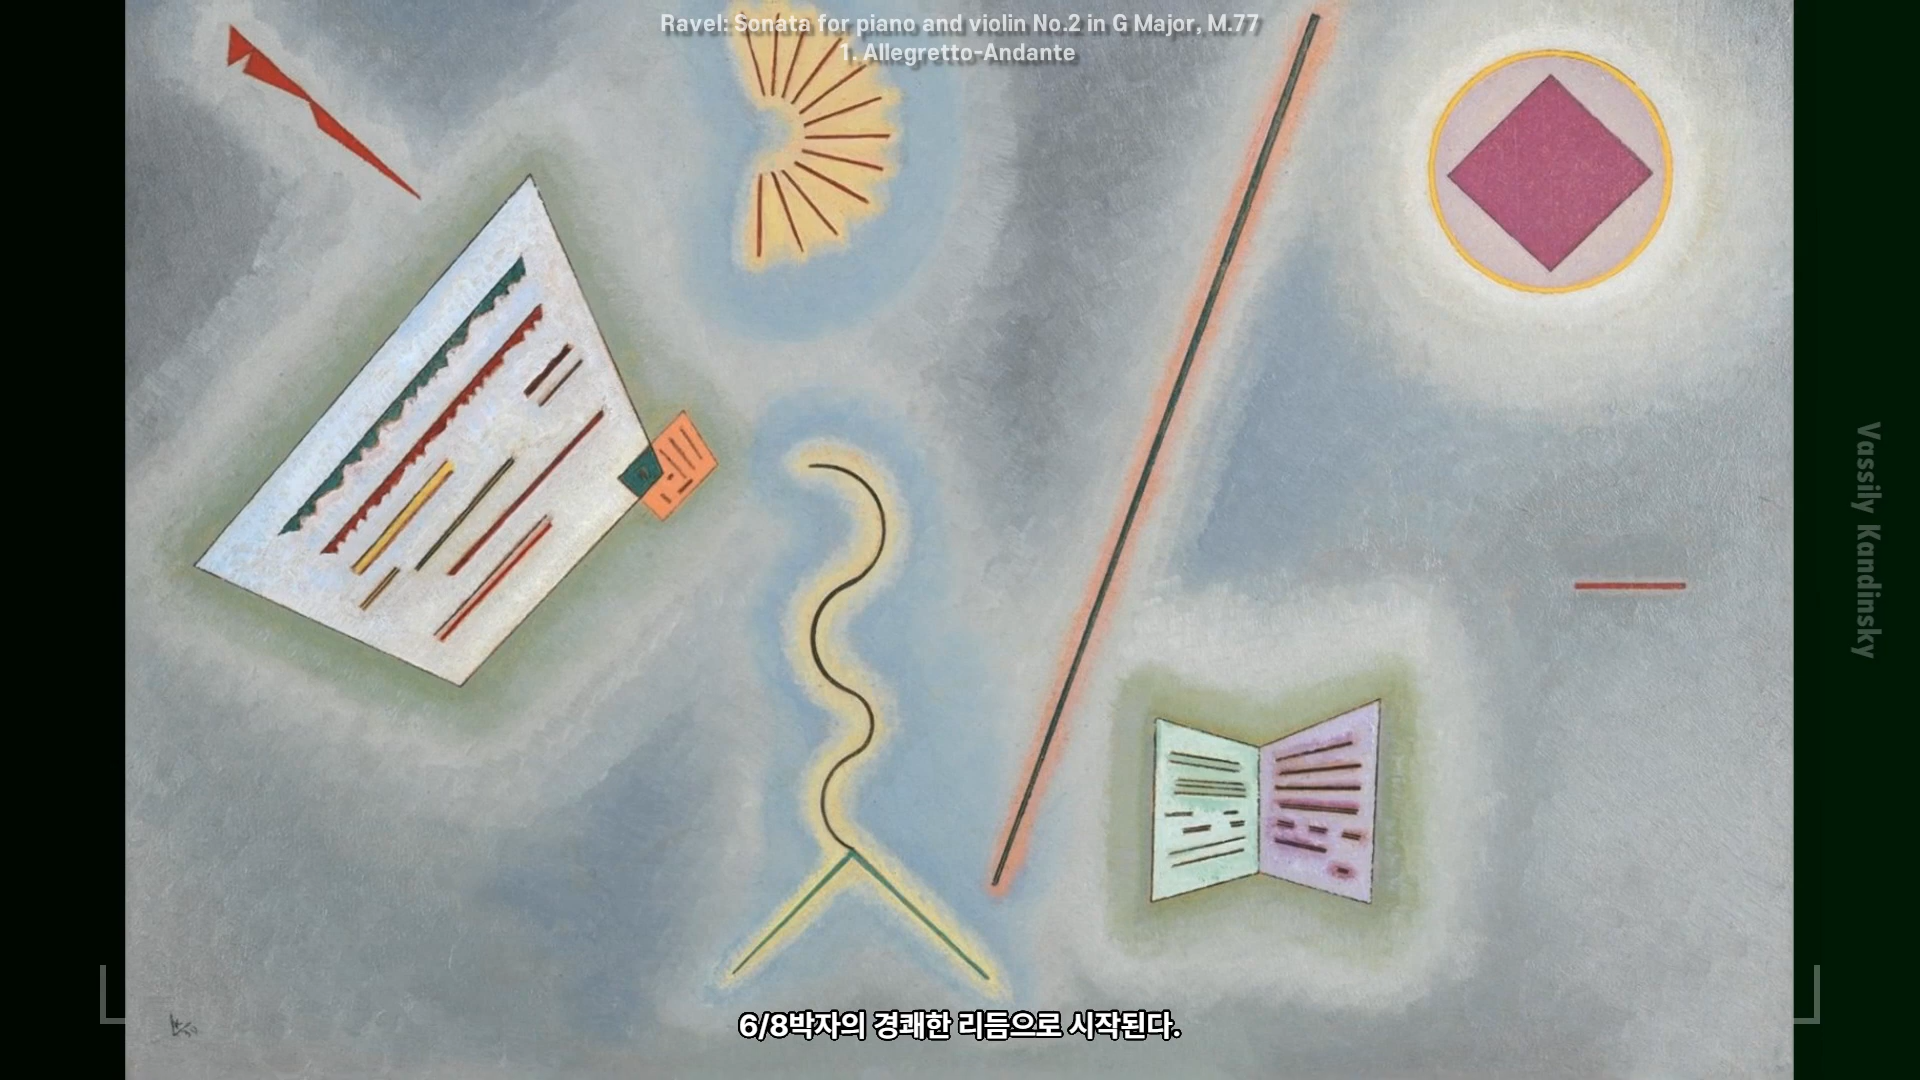 Ravel: Sonata for piano and violin No.2 in G Major, M.77
1. Allegretto-Andante
Vassily Kandinsky
6/8박자의 경쾌한 리듬으로 시작된다.